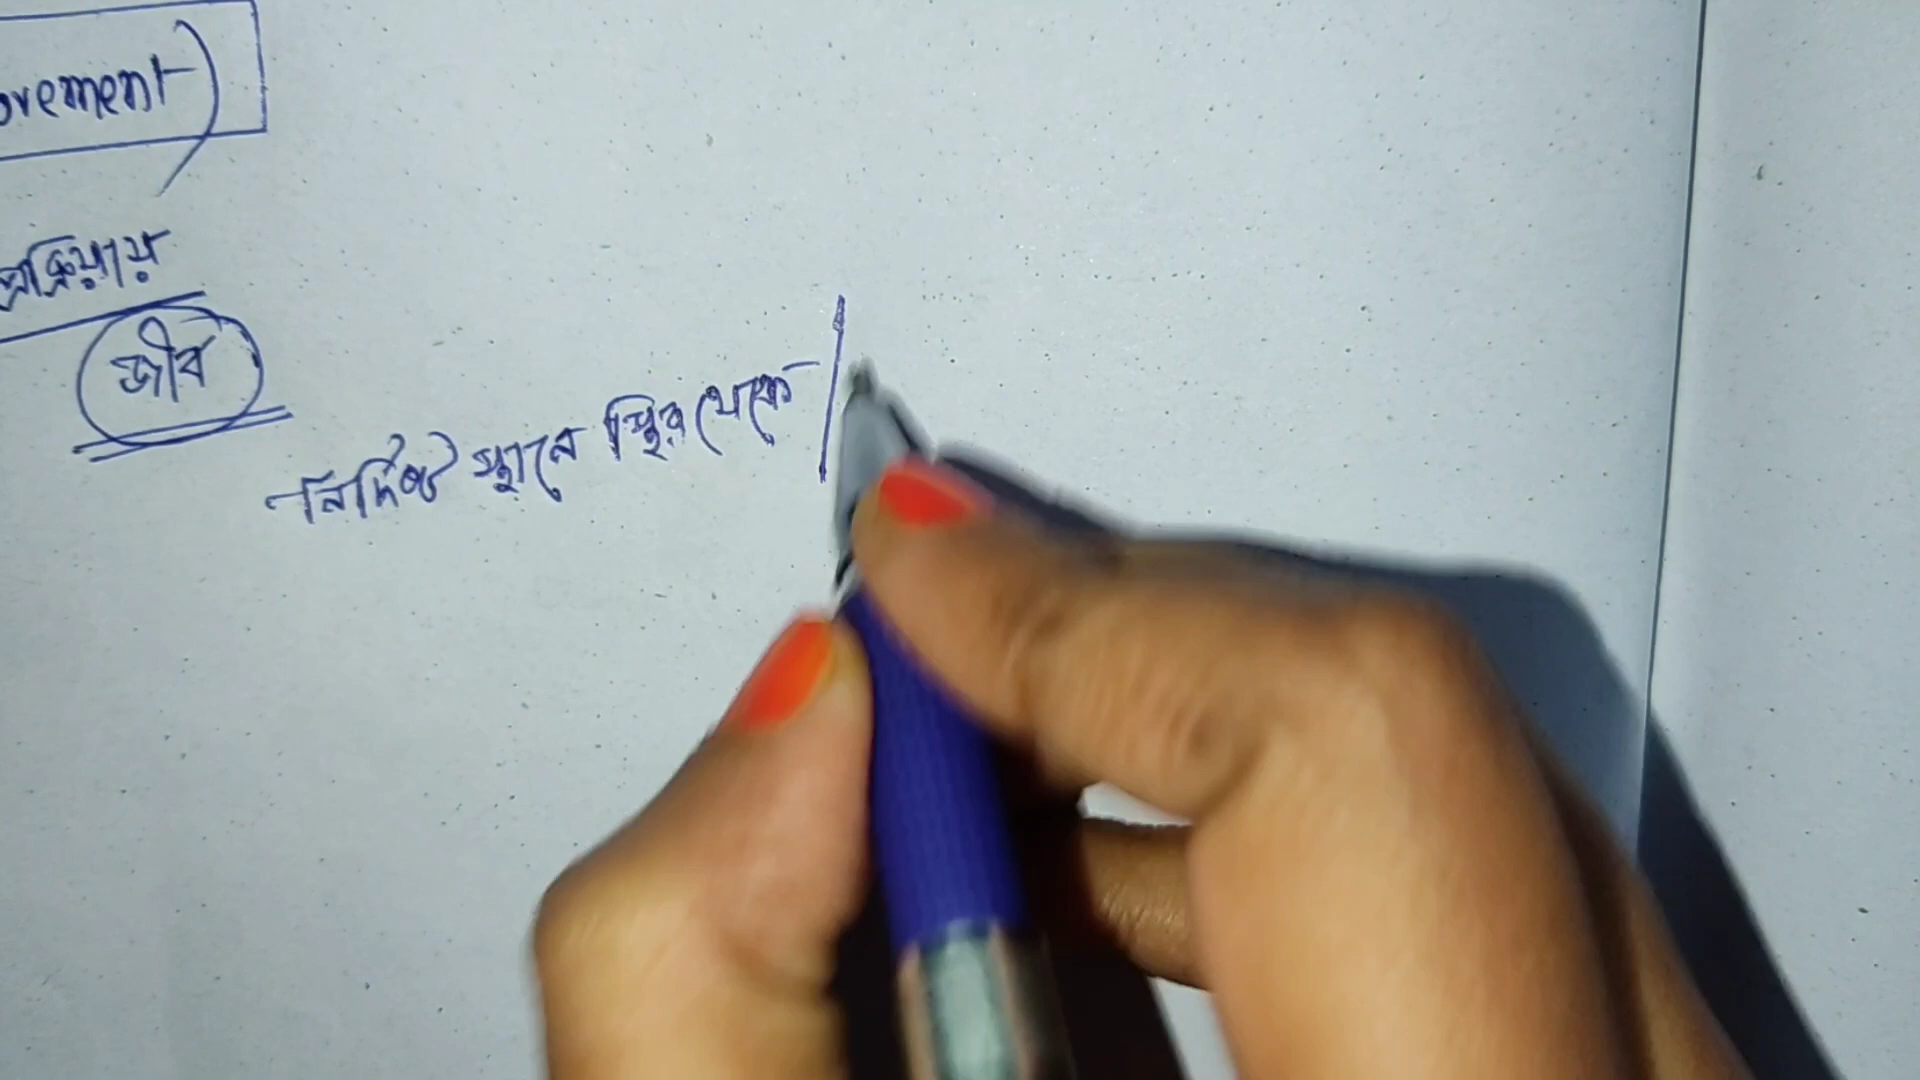 ovement)
প্রক্রিয়ায়
জীব
নির্দিষ্ট স্থানে স্থির থেকে